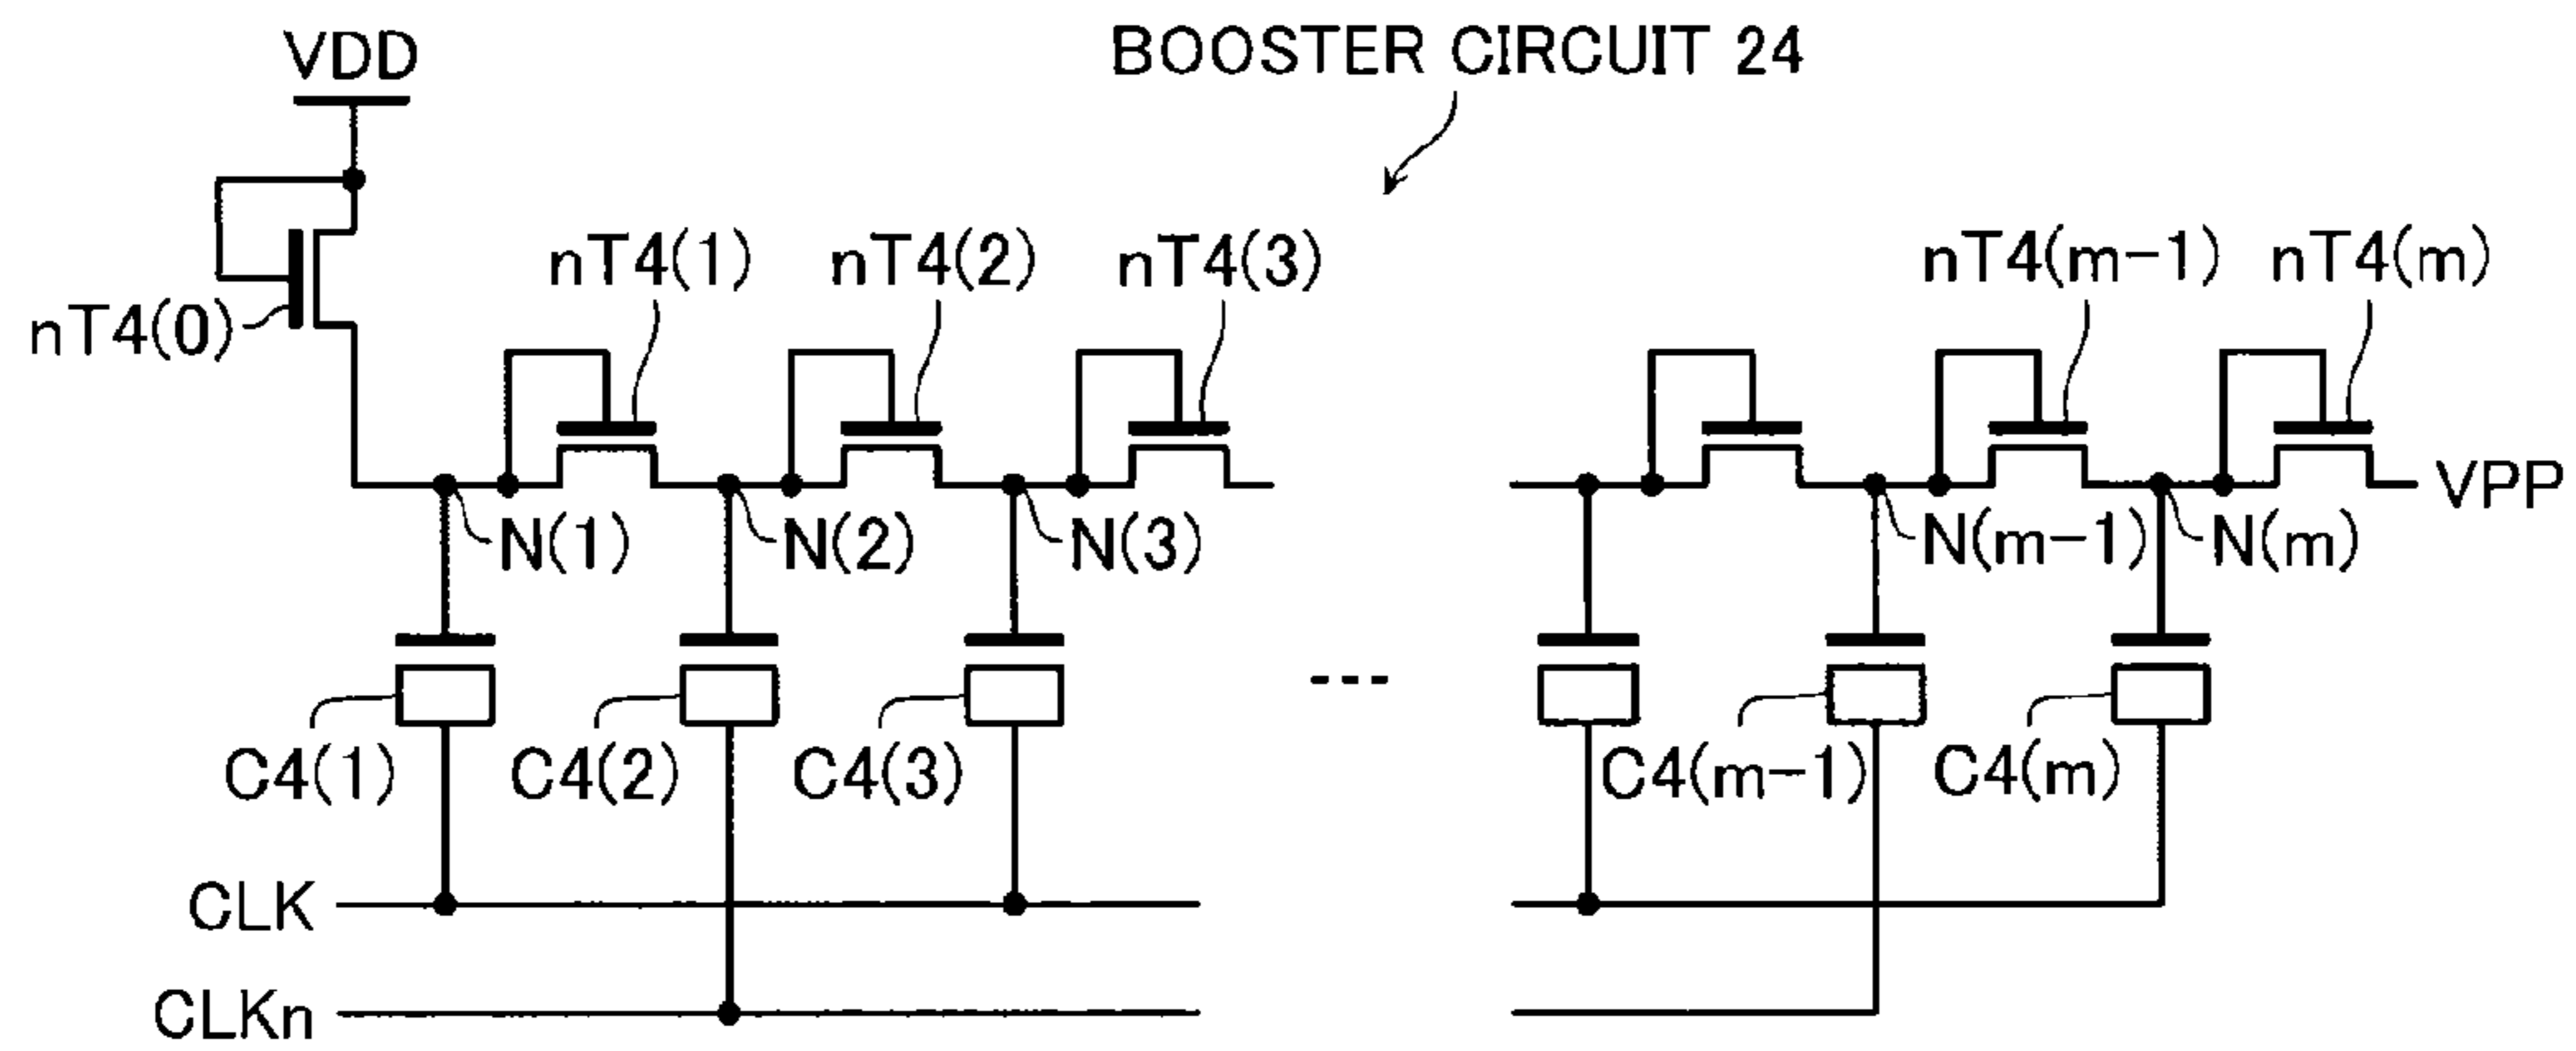 VDD
BOOSTER CIRCUIT 24
nT4(0)
nT4(1)
nT4(2)
nT4(3)
nT4(m-1)
nT4(m)
VPP
N(1)
N(2)
N(3)
N(m-1)
N(m)
---
C4(1)
C4(2)
C4(3)
C4(m-1)
C4(m)
CLK
CLKn